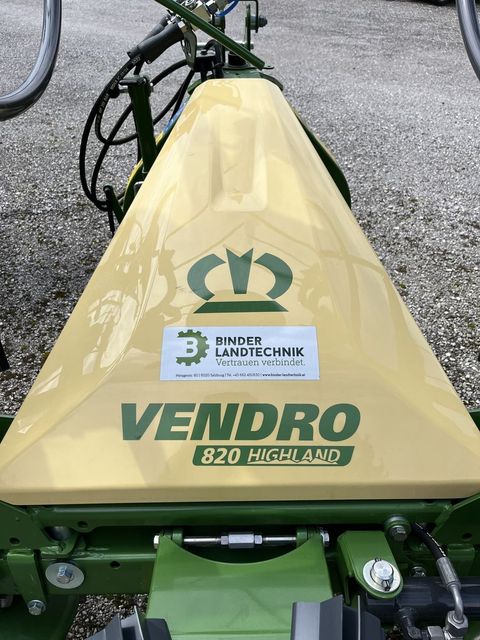 BINDER
LANDTECHNIK
Vertrauen verbindet.
VENDRO
820 HIGHLAND